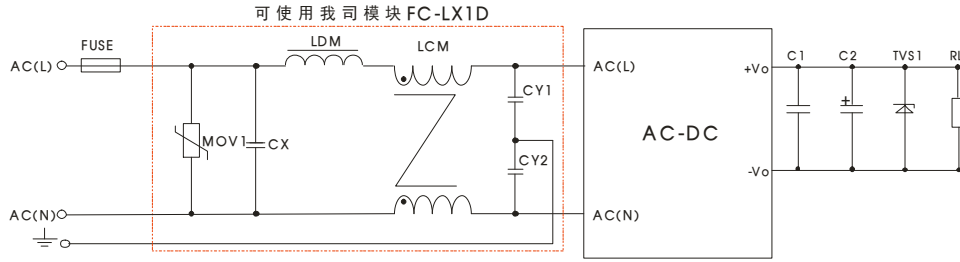 可使用我司模块FC-LX1D
FUSE
LDM
LCM
AC(L)
AC(L)
+Vo
C1
C2
TVS1
RL
CY1
+
MOV1
CX
AC-DC
CY2
-Vo
AC(N)
AC(N)